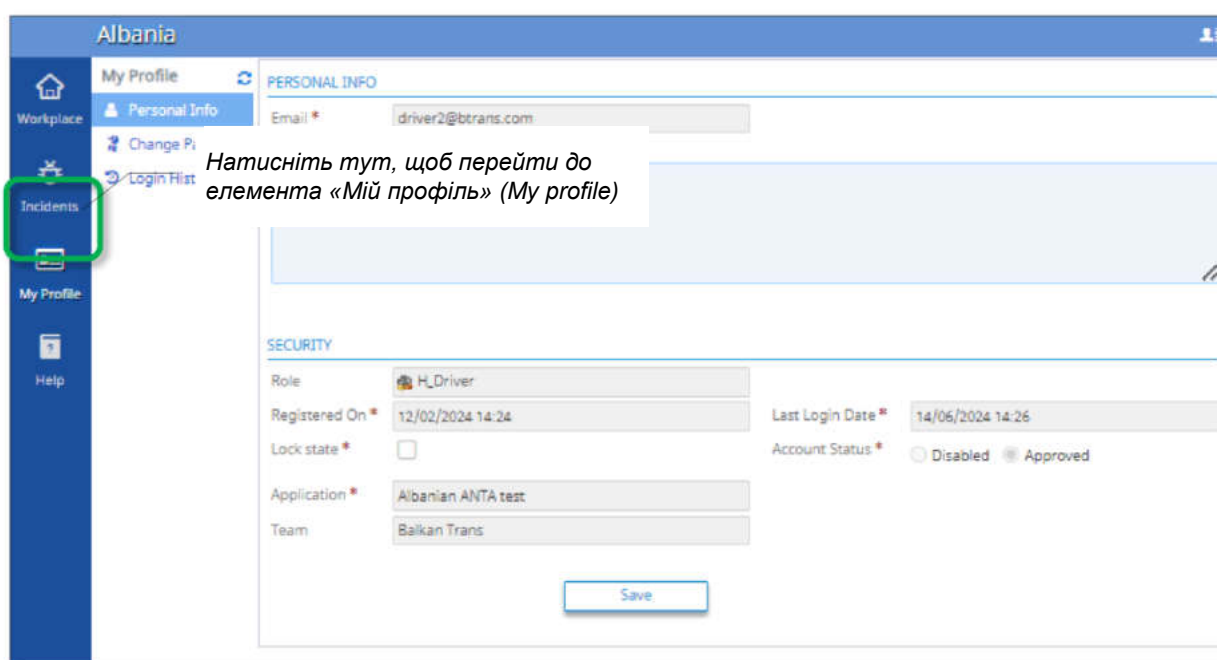 Albania
Workplace
Incidents
My Profile
Help
My Profile
Personal Info
Change Pa
Login Hist
Натисніть тут, щоб перейти до
елемента «Мій профіль» (My profile)
PERSONAL INFO
Email * driver2@btrans.com
SECURITY
Role H_Driver
Registered On * 12/02/2024 14:24 Last Login Date * 14/06/2024 14:26
Lock state * Account Status * Disabled Approved
Application * Albanian ANTA test
Team Balkan Trans
Save